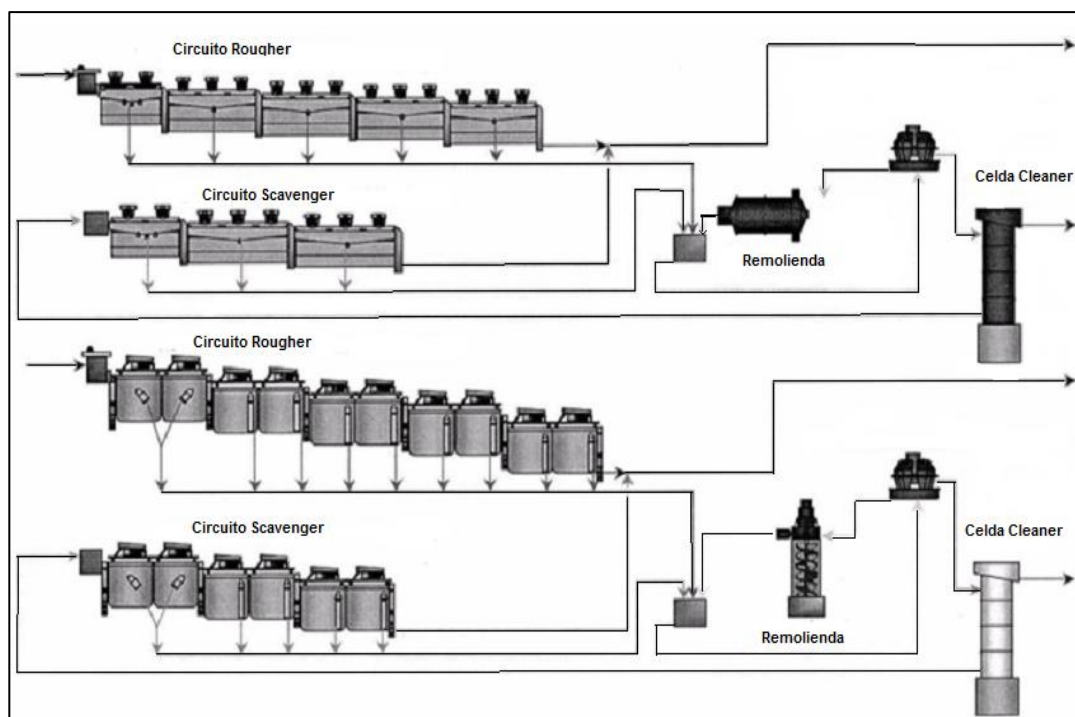 Circuito Rougher
Circuito Scavenger
Celda Cleaner
Remolienda
Circuito Rougher
Circuito Scavenger
Celda Cleaner
Remolienda